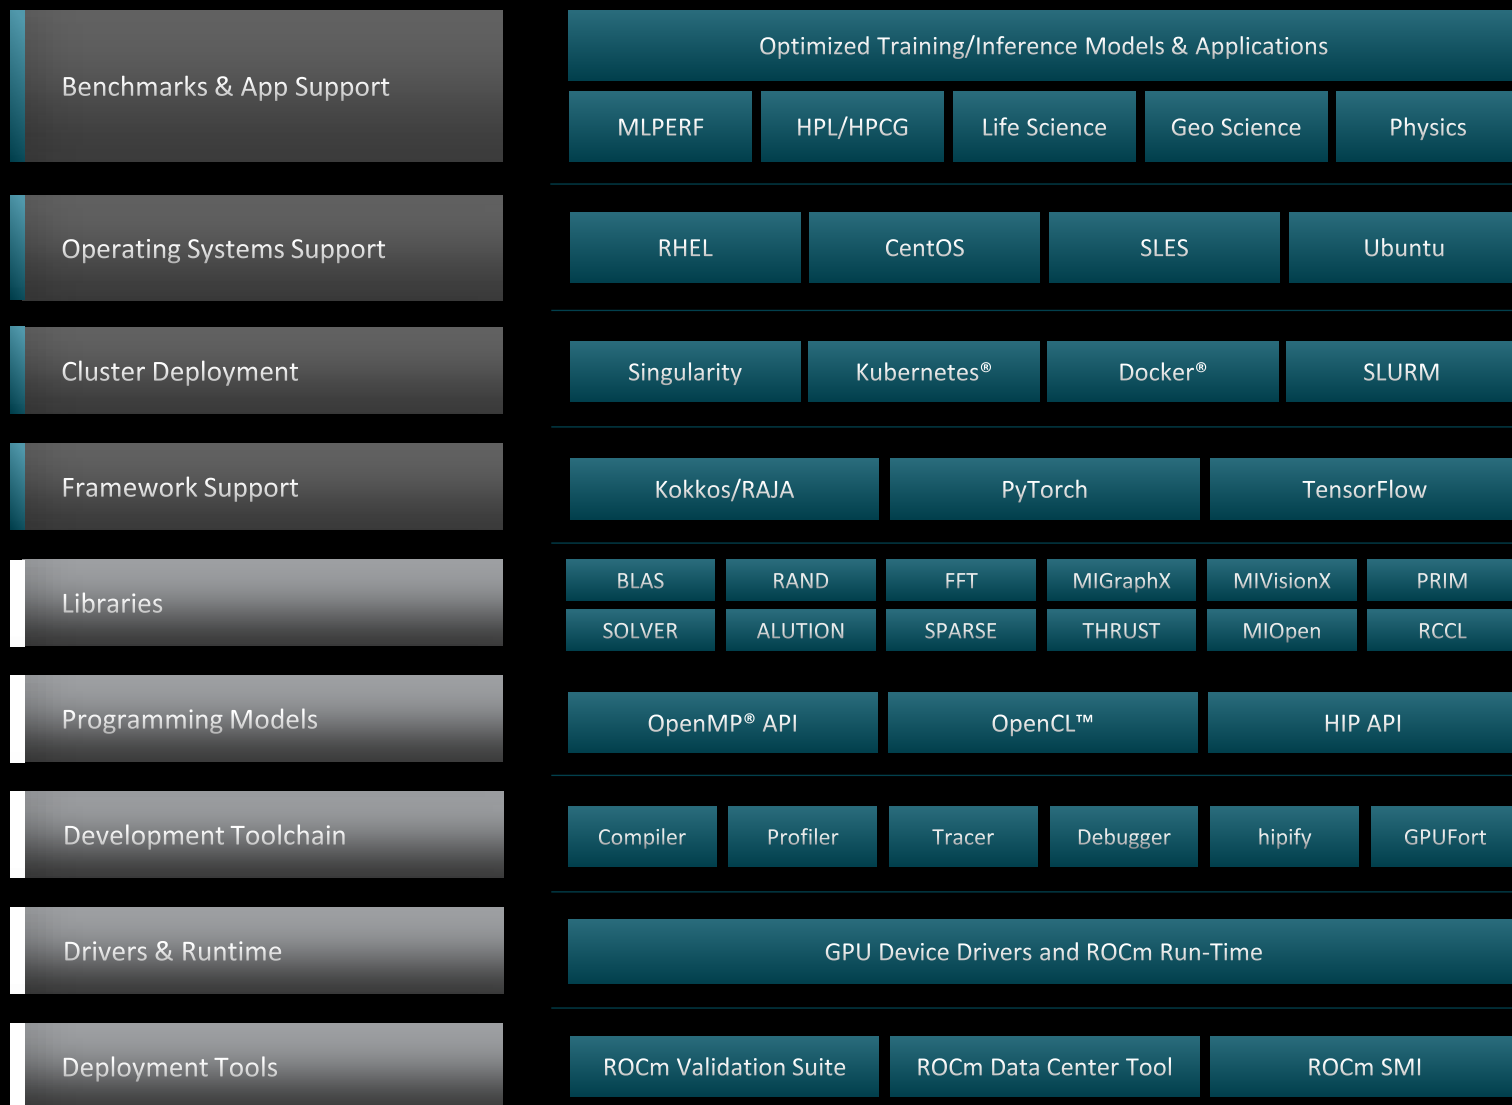 Benchmarks & App Support
Optimized Training/Inference Models & Applications
MLPERF HPL/HPCG Life Science Geo Science Physics
Operating Systems Support
RHEL CentOS SLES Ubuntu
Cluster Deployment
Singularity Kubernetes® Docker® SLURM
Framework Support
Kokkos/RAJA PyTorch TensorFlow
Libraries
BLAS RAND FFT MIGraphX MIVisionX PRIM
SOLVER ALUTION SPARSE THRUST MIOpen RCCL
Programming Models
OpenMP® API OpenCL™ HIP API
Development Toolchain
Compiler Profiler Tracer Debugger hipify GPUFort
Drivers & Runtime
GPU Device Drivers and ROCm Run-Time
Deployment Tools
ROCm Validation Suite ROCm Data Center Tool ROCm SMI